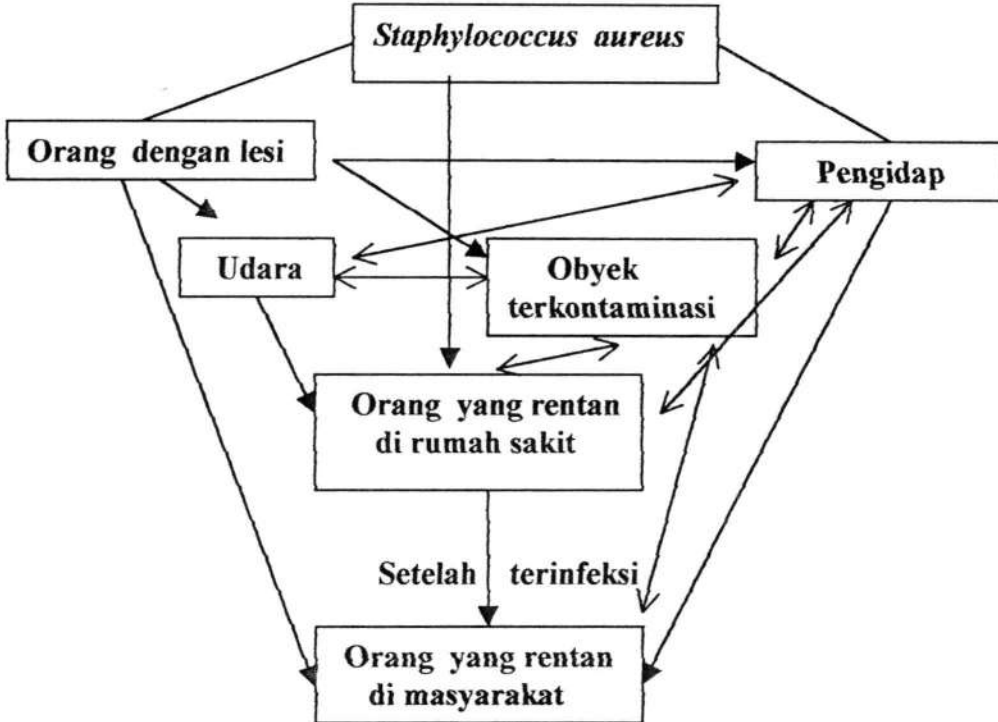 Staphylococcus aureus
Orang dengan lesi
Pengidap
Udara
Obyek
terkontaminasi
Orang yang rentan
di rumah sakit
Setelah terinfeksi
Orang yang rentan
di masyarakat